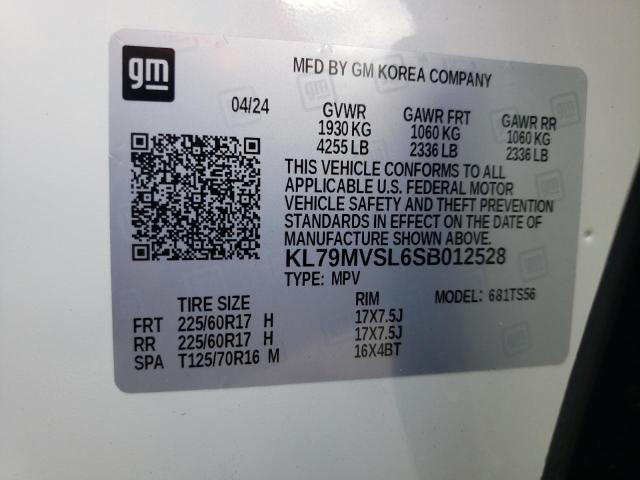 gm
MFD BY GM KOREA COMPANY
04/24
GVWR GAWR FRT GAWR RR
1930 KG 1060 KG 1060 KG
4255 LB 2336 LB 2336 LB
THIS VEHICLE CONFORMS TO ALL
APPLICABLE U.S. FEDERAL MOTOR
VEHICLE SAFETY AND THEFT PREVENTION
STANDARDS IN EFFECT ON THE DATE OF
MANUFACTURE SHOWN ABOVE.
KL79MVSL6SB012528
TYPE: MPV
MODEL: 681TS56
TIRE SIZE RIM
FRT 225/60R17 H 17X7.5J
RR 225/60R17 H 17X7.5J
SPA T125/70R16 M 16X4BT